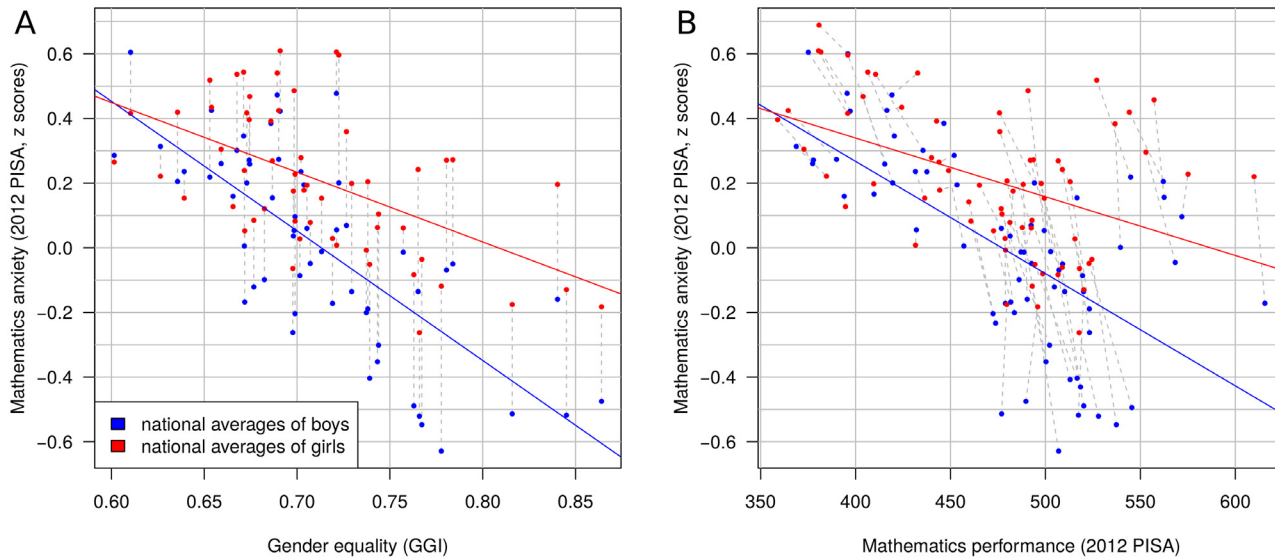 A
Mathematics anxiety (2012 PISA, z scores)
0.6
0.4
0.2
0.0
−0.2
−0.4
−0.6
national averages of boys
national averages of girls
0.60 0.65 0.70 0.75 0.80 0.85
Gender equality (GGI)
B
Mathematics anxiety (2012 PISA, z scores)
0.6
0.4
0.2
0.0
−0.2
−0.4
−0.6
350 400 450 500 550 600
Mathematics performance (2012 PISA)